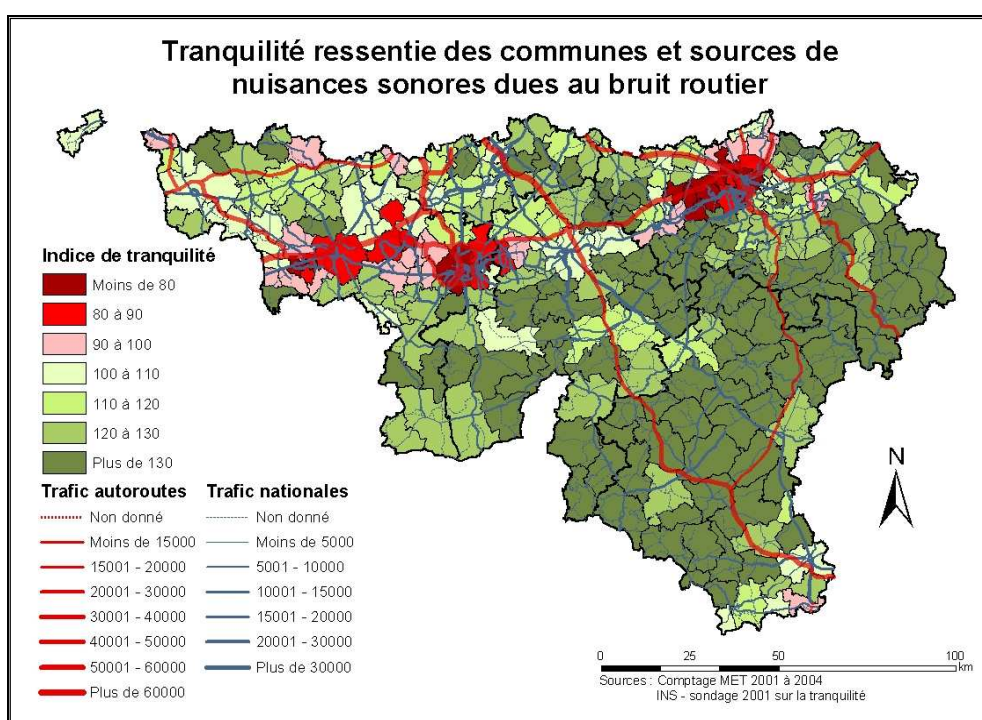 Tranquilité ressentie des communes et sources de
nuisances sonores dues au bruit routier
Indice de tranquilité
Moins de 80
80 à 90
90 à 100
100 à 110
110 à 120
120 à 130
Plus de 130
Trafic autoroutes
Non donné
Moins de 15000
15001 - 20000
20001 - 30000
30001 - 40000
40001 - 50000
50001 - 60000
Plus de 60000
Trafic nationales
Non donné
Moins de 5000
5001 - 10000
10001 - 15000
15001 - 20000
20001 - 30000
Plus de 30000
N
0 25 50 100
km
Sources : Comptage MET 2001 à 2004
INS - sondage 2001 sur la tranquilité